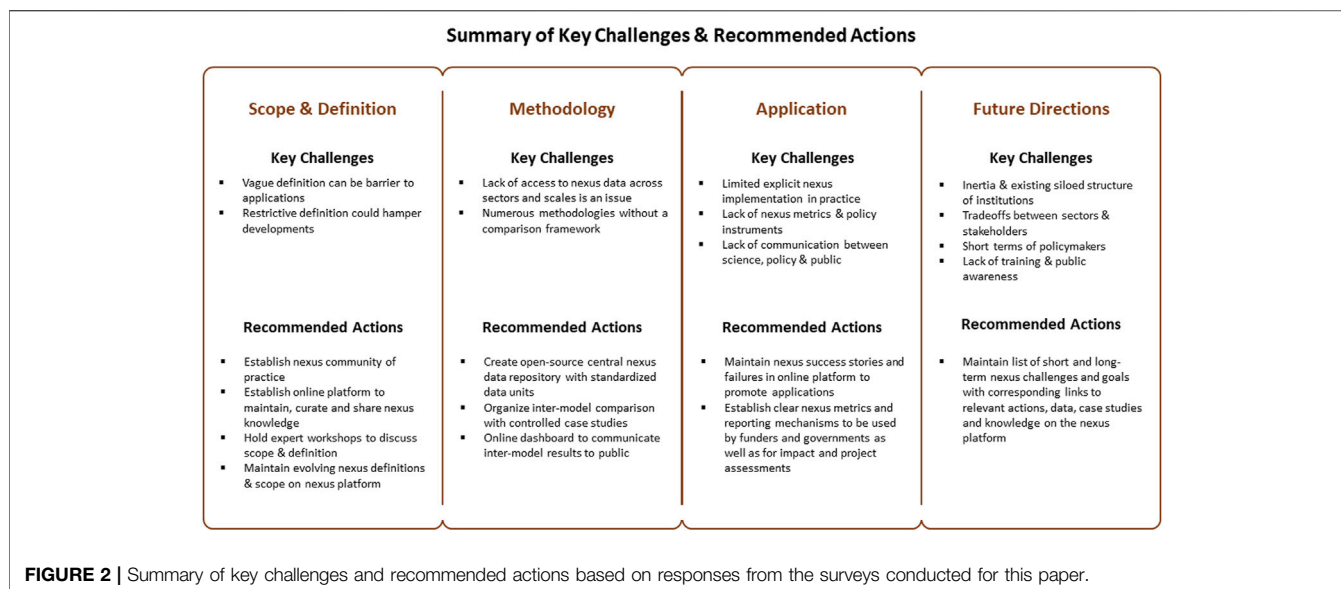 Summary of Key Challenges & Recommended Actions
Scope & Definition
Key Challenges
▪ Vague definition can be barrier to
applications
▪ Restrictive definition could hamper
developments
Recommended Actions
▪ Establish nexus community of
practice
▪ Establish online platform to
maintain, curate and share nexus
knowledge
▪ Hold expert workshops to discuss
scope & definition
▪ Maintain evolving nexus definitions
& scope on nexus platform
Methodology
Key Challenges
▪ Lack of access to nexus data across
sectors and scales is an issue
▪ Numerous methodologies without a
comparison framework
Recommended Actions
▪ Create open-source central nexus
data repository with standardized
data units
▪ Organize inter-model comparison
with controlled case studies
▪ Online dashboard to communicate
inter-model results to public
Application
Key Challenges
▪ Limited explicit nexus
implementation in practice
▪ Lack of nexus metrics & policy
instruments
▪ Lack of communication between
science, policy & public
Recommended Actions
▪ Maintain nexus success stories and
failures in online platform to
promote applications
▪ Establish clear nexus metrics and
reporting mechanisms to be used
by funders and governments as
well as for impact and project
assessments
Future Directions
Key Challenges
▪ Inertia & existing siloed structure of
institutions
▪ Tradeoffs between sectors &
stakeholders
▪ Short terms of policymakers
▪ Lack of training & public
awareness
Recommended Actions
▪ Maintain list of short and long-
term nexus challenges and goals
with corresponding links to
relevant actions, data, case studies
and knowledge on the nexus
platform
FIGURE 2 | Summary of key challenges and recommended actions based on responses from the surveys conducted for this paper.